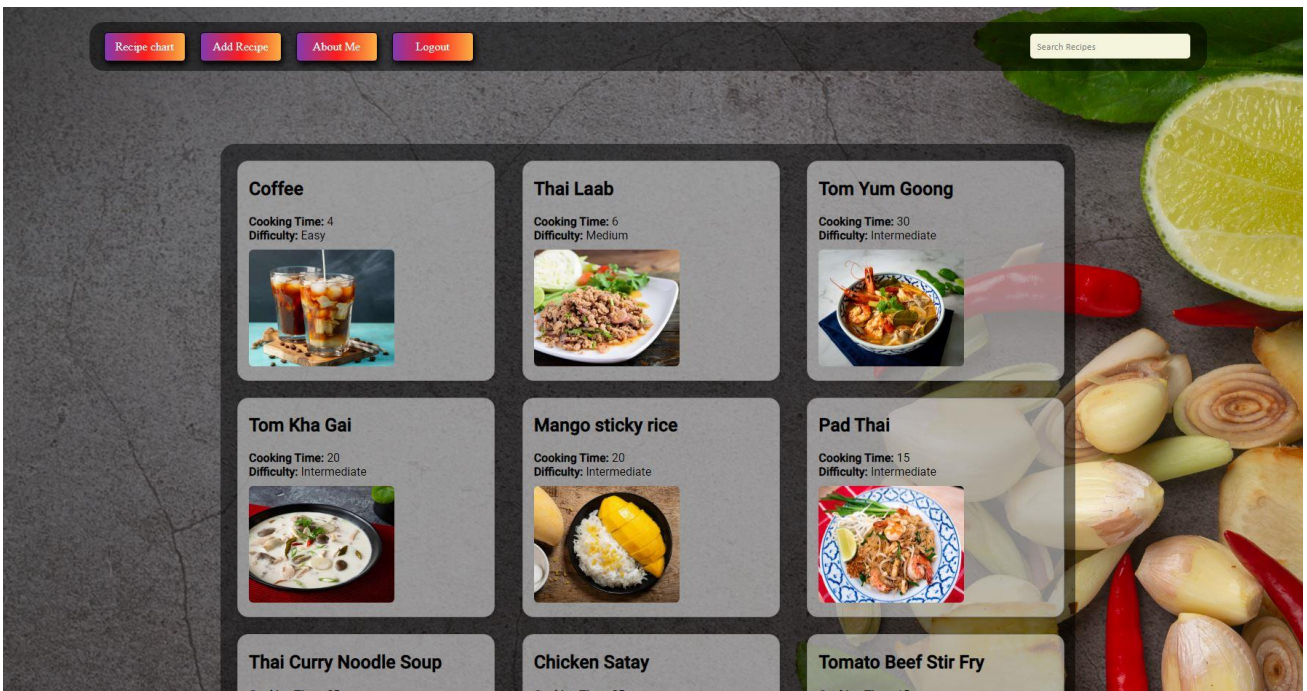 Recipe chart
Add Recipe
About Me
Logout
Search Recipes
Coffee
Cooking Time: 4
Difficulty: Easy
Thai Laab
Cooking Time: 6
Difficulty: Medium
Tom Yum Goong
Cooking Time: 30
Difficulty: Intermediate
Tom Kha Gai
Cooking Time: 20
Difficulty: Intermediate
Mango sticky rice
Cooking Time: 20
Difficulty: Intermediate
Pad Thai
Cooking Time: 15
Difficulty: Intermediate
Thai Curry Noodle Soup
Chicken Satay
Tomato Beef Stir Fry